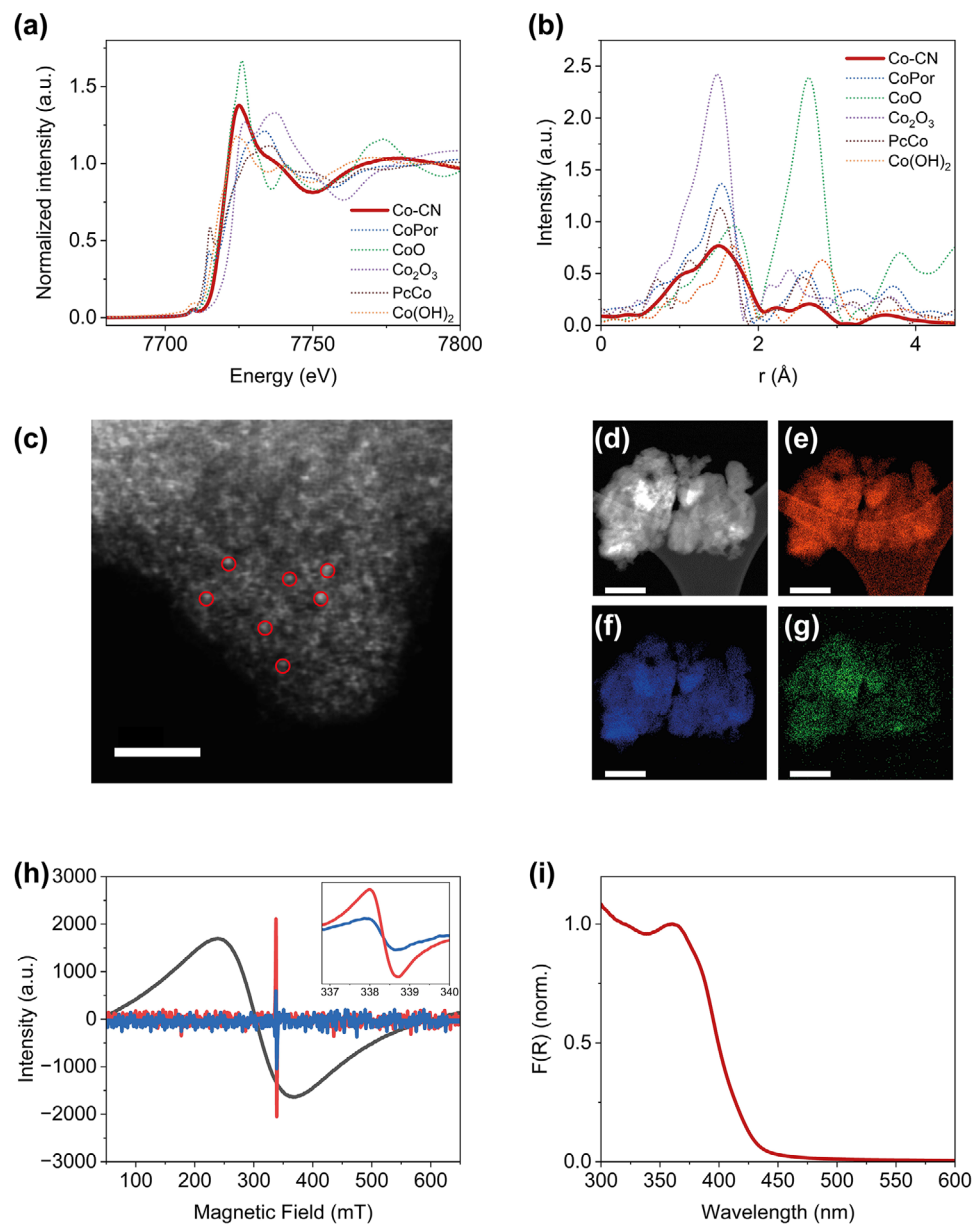 (a)
Normalized intensity (a.u.)
1.5
1.0
0.5
0.0
Co-CN
CoPor
CoO
Co₂O₃
PcCo
Co(OH)₂
7700
7750
7800
Energy (eV)
(b)
Intensity (a.u.)
2.5
2.0
1.5
1.0
0.5
0.0
Co-CN
CoPor
CoO
Co₂O₃
PcCo
Co(OH)₂
0
2
4
r (Å)
(c)
(d)
(e)
(f)
(g)
(h)
Intensity (a.u.)
3000
2000
1000
0
−1000
−2000
−3000
337
338
339
340
100
200
300
400
500
600
Magnetic Field (mT)
(i)
F(R) (norm.)
1.0
0.5
0.0
300
350
400
450
500
550
600
Wavelength (nm)